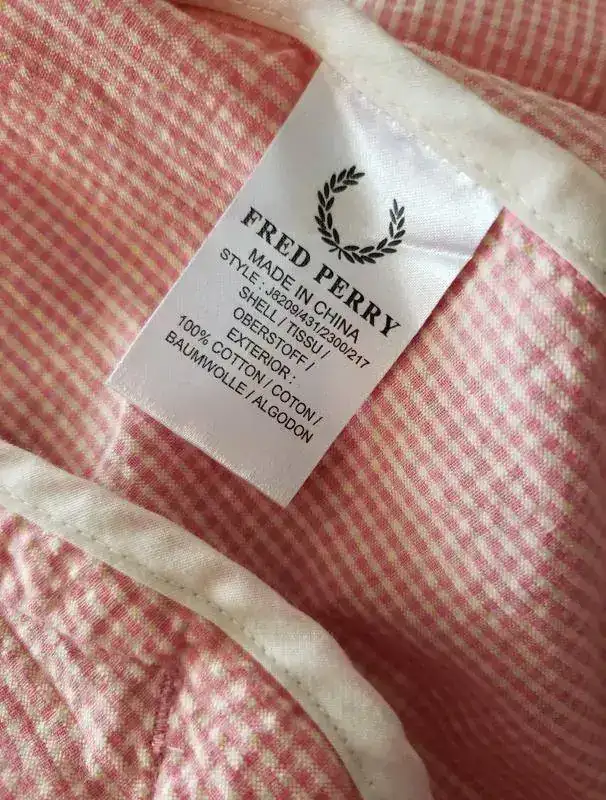 FRED PERRY
MADE IN CHINA
STYLE : J8209/431/2300/217
SHELL / TISSU /
OBERSTOFF /
EXTERIOR :
100% COTTON / COTON /
BAUMWOLLE / ALGODON